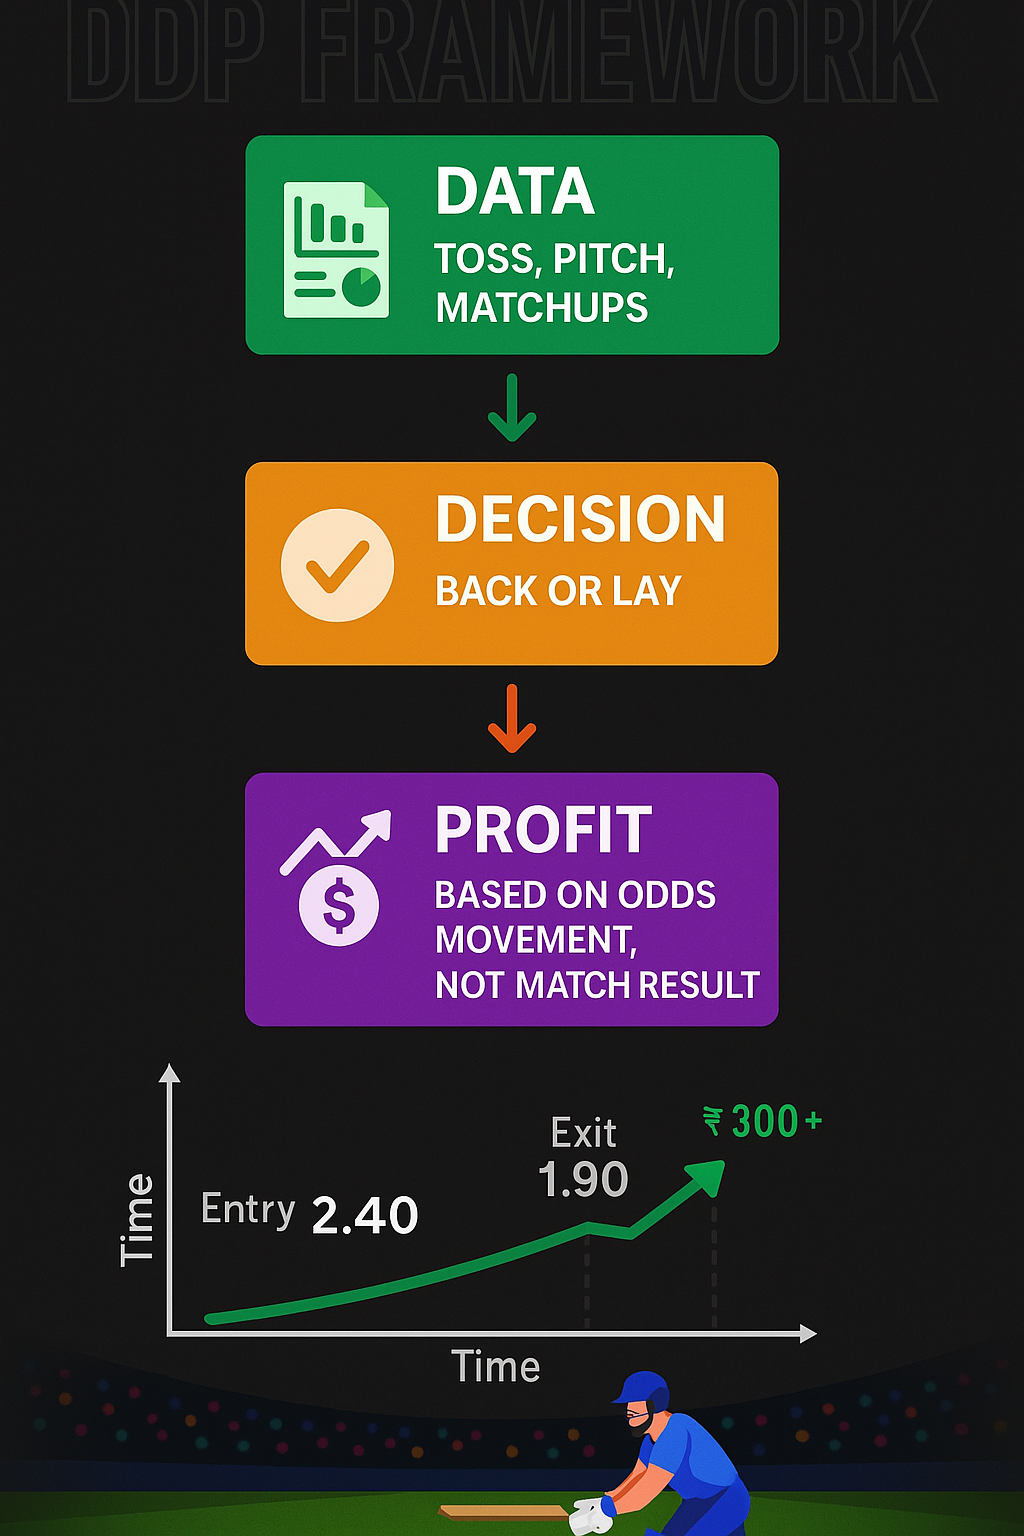 DDP FRAMEWORK
DATA
TOSS, PITCH,
MATCHUPS
DECISION
BACK OR LAY
PROFIT
BASED ON ODDS
MOVEMENT,
NOT MATCH RESULT
$
₹ 300+
Exit
1.90
Entry 2.40
Time
Time